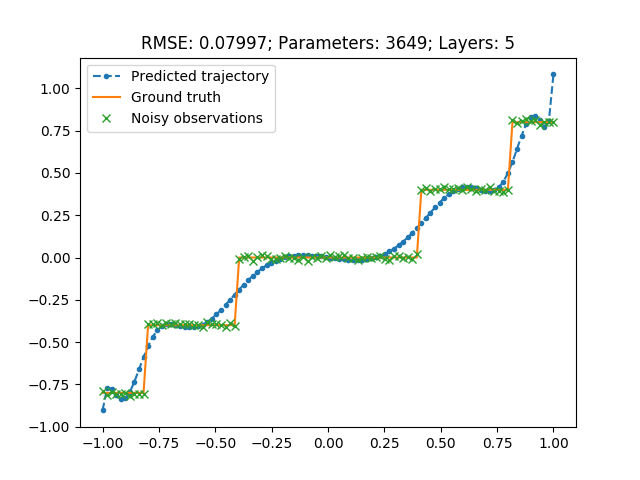 RMSE: 0.07997; Parameters: 3649; Layers: 5
Predicted trajectory
Ground truth
Noisy observations
1.00
0.75
0.50
0.25
0.00
−0.25
−0.50
−0.75
−1.00
−1.00 −0.75 −0.50 −0.25 0.00 0.25 0.50 0.75 1.00